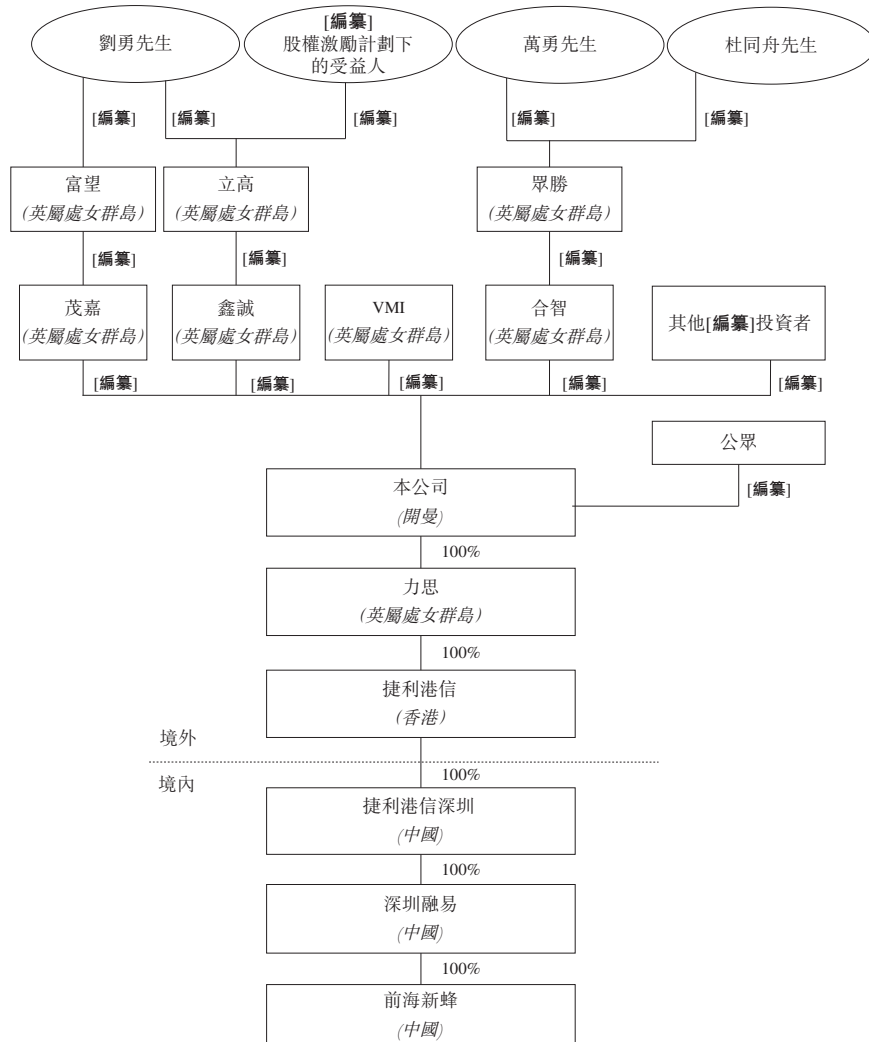 劉勇先生
[編纂]
股權激勵計劃下
的受益人
萬勇先生
杜同舟先生
[編纂]
[編纂]
[編纂]
[編纂]
[編纂]
富望
(英屬處女群島)
立高
(英屬處女群島)
眾勝
(英屬處女群島)
[編纂]
[編纂]
[編纂]
茂嘉
(英屬處女群島)
鑫誠
(英屬處女群島)
VMI
(英屬處女群島)
合智
(英屬處女群島)
其他[編纂]投資者
[編纂]
[編纂]
[編纂]
[編纂]
[編纂]
公眾
[編纂]
本公司
(開曼)
100%
力思
(英屬處女群島)
100%
捷利港信
(香港)
境外
境內
100%
捷利港信深圳
(中國)
100%
深圳融易
(中國)
100%
前海新蜂
(中國)